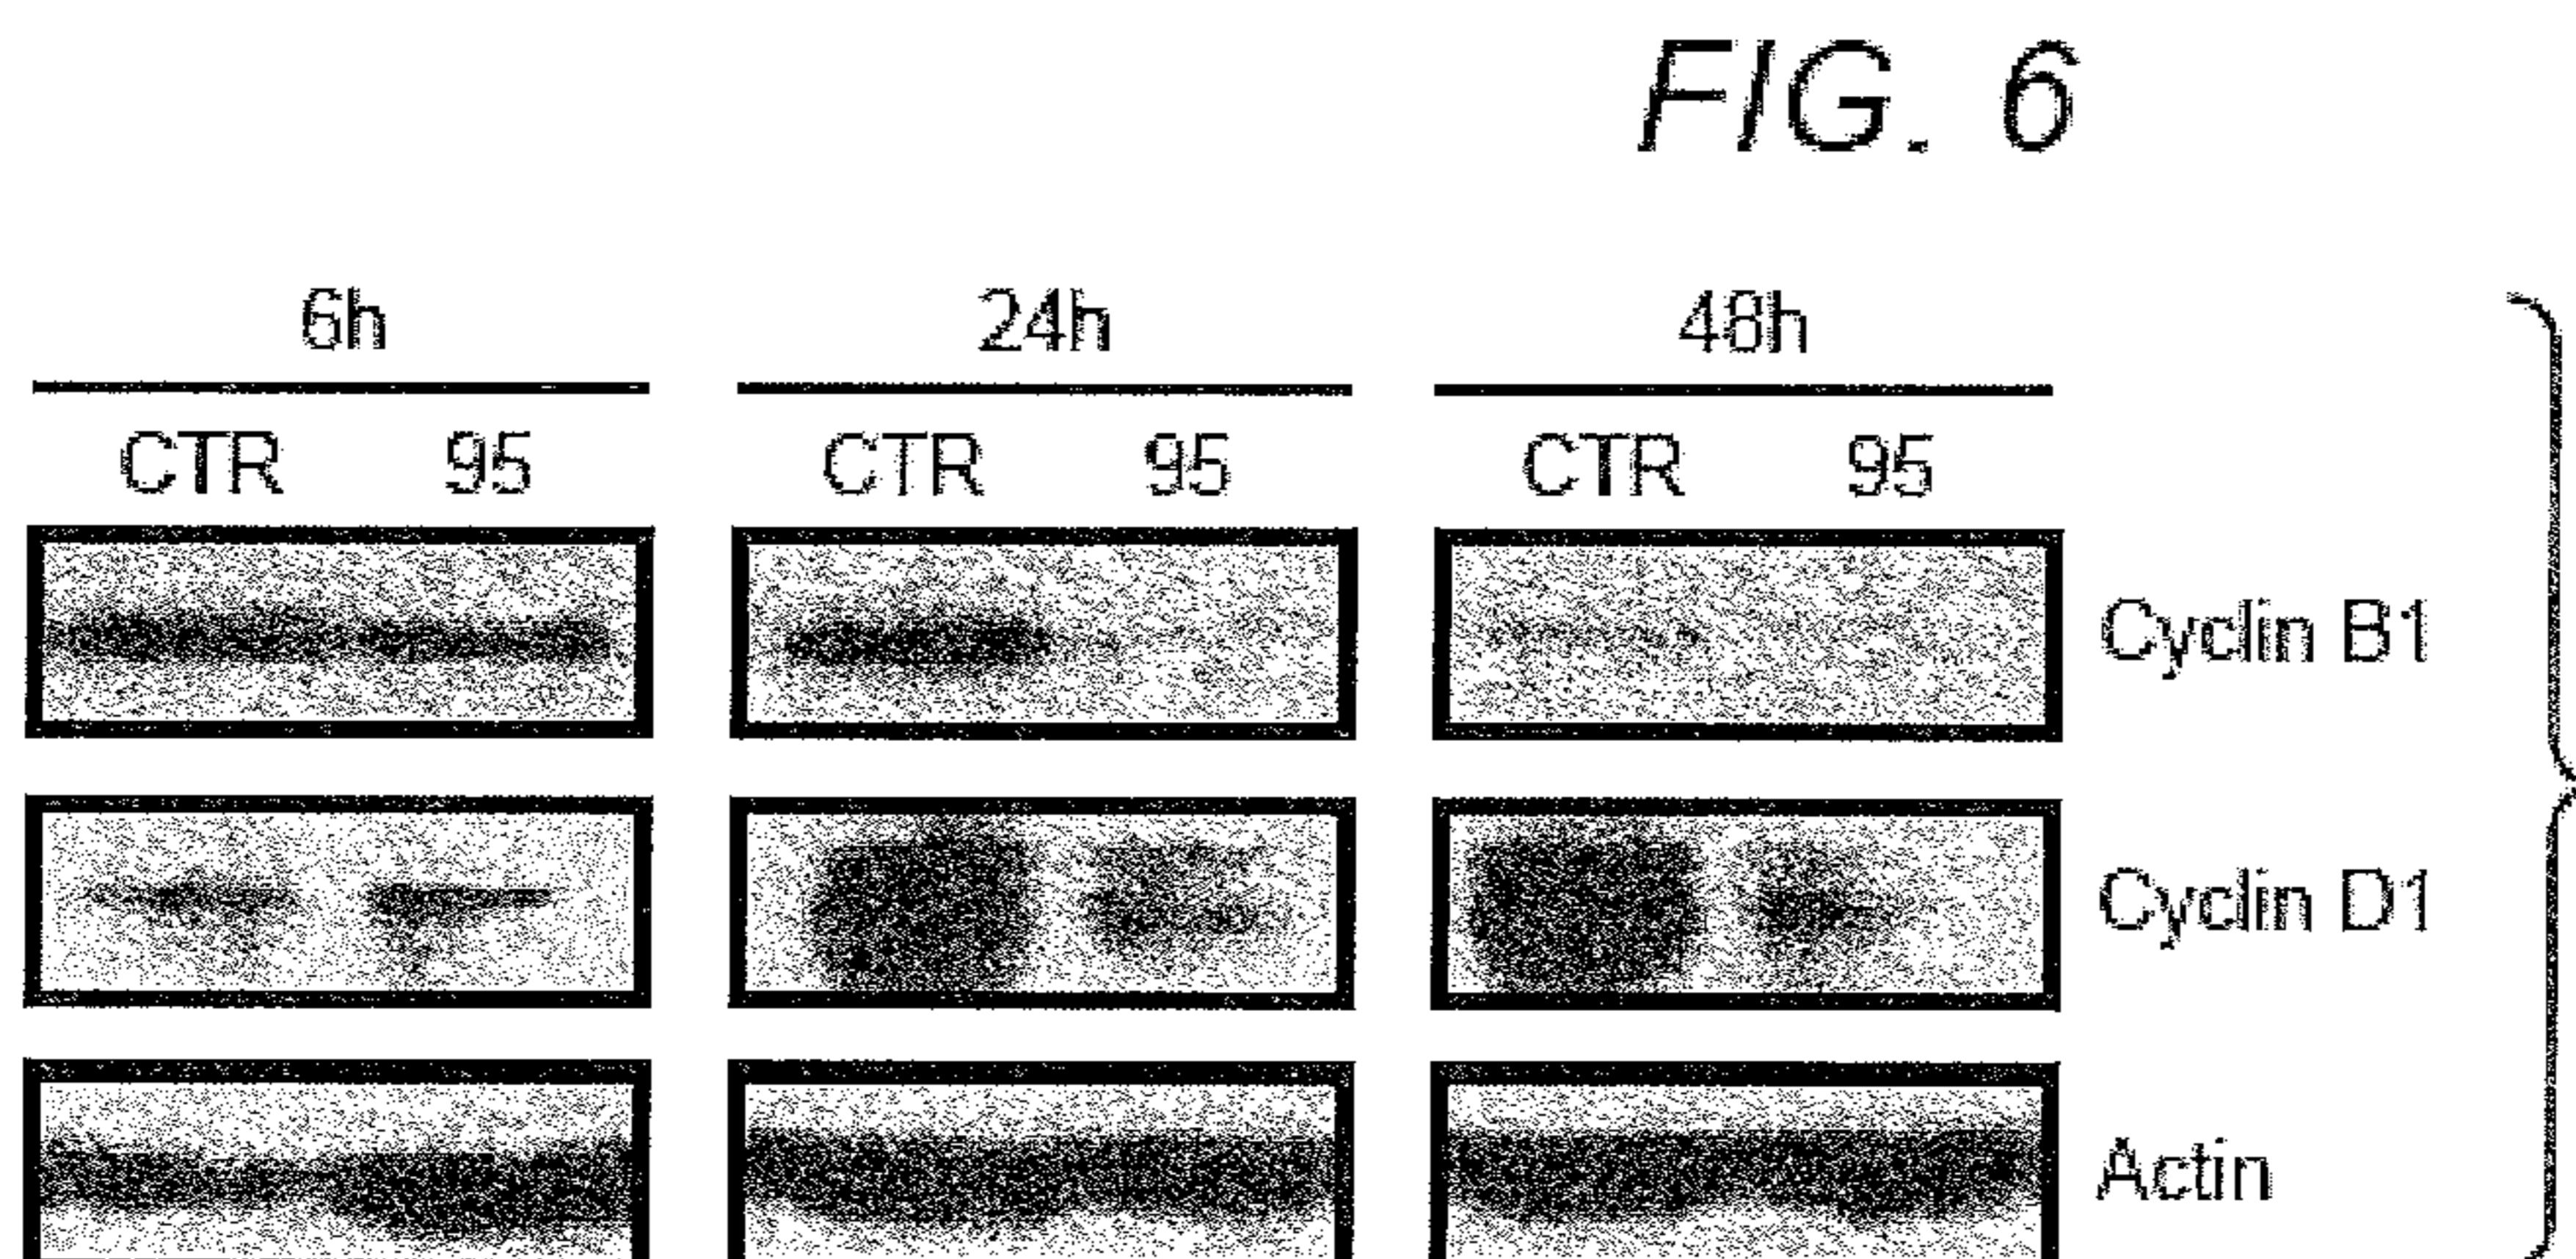 FIG. 6
6h 24h 48h
CTR 95 CTR 95 CTR 95
Cyclin B1
Cyclin D1
Actin